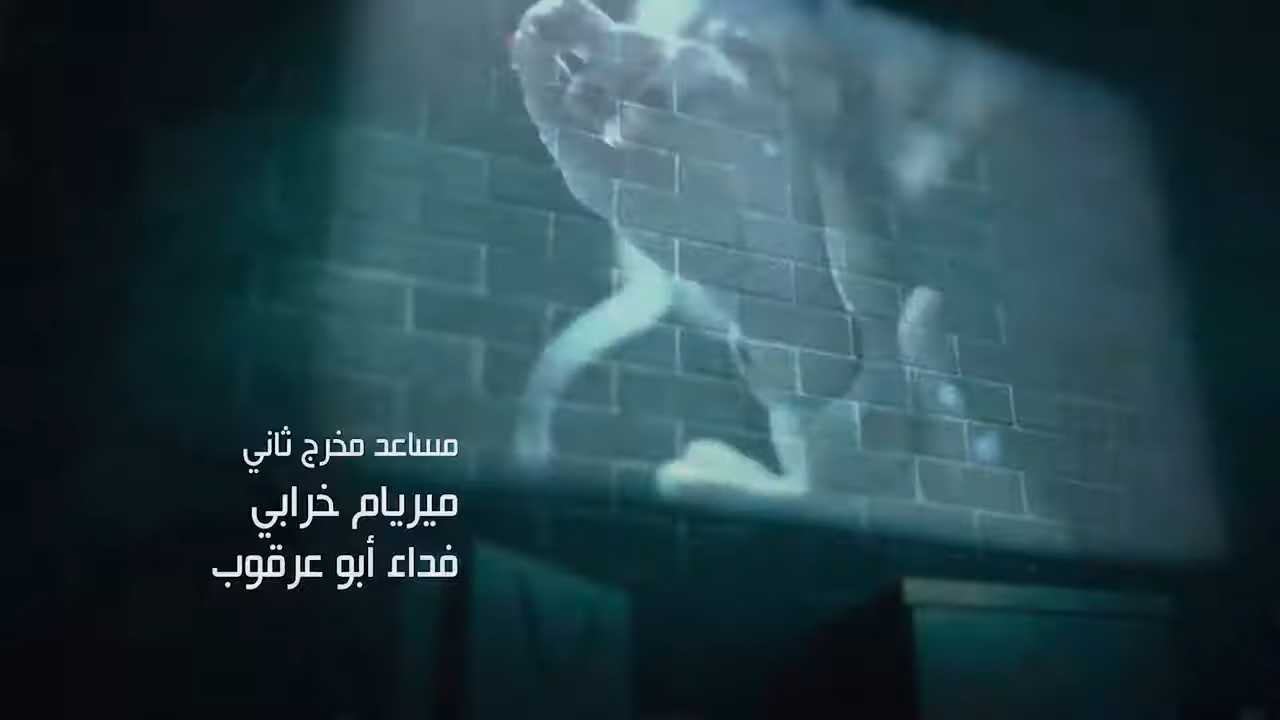 مساعد مخرج ثاني
ميريام خرابي
فداء أبو عرقوب